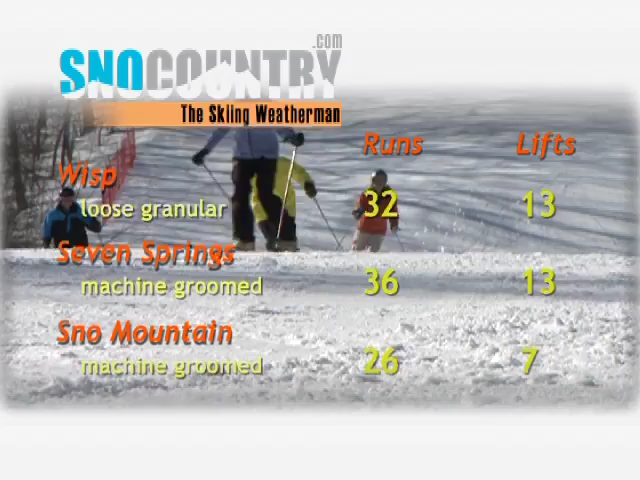 .com
SNOCOUNTRY
The Skiing Weatherman
Runs Lifts
Wisp
loose granular 32 13
Seven Springs
machine groomed 36 13
Sno Mountain
machine groomed 26 7